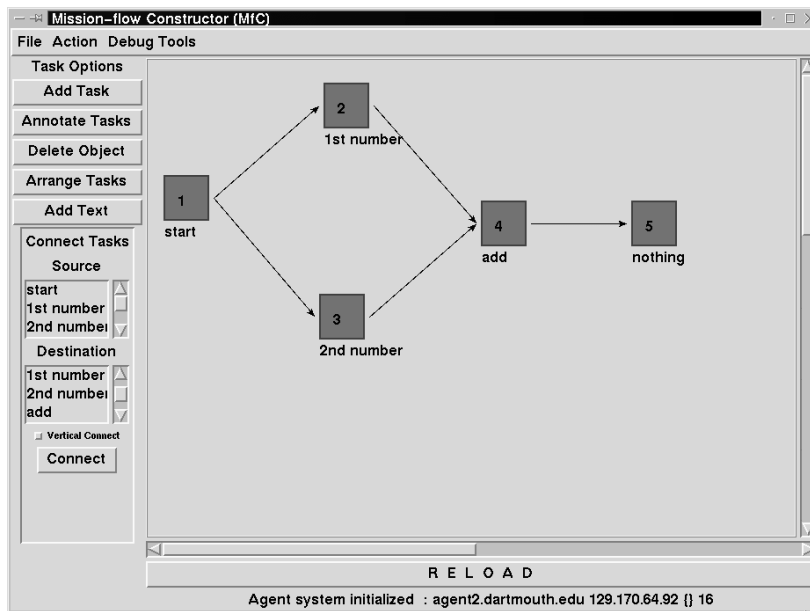 Mission-flow Constructor (MfC)
File Action Debug Tools
Task Options
Add Task
Annotate Tasks
Delete Object
Arrange Tasks
Add Text
Connect Tasks
Source
start
1st number
2nd number
Destination
1st number
2nd number
add
Vertical Connect
Connect
1
start
2
1st number
3
2nd number
4
add
5
nothing
R E L O A D
Agent system initialized : agent2.dartmouth.edu 129.170.64.92 {} 16